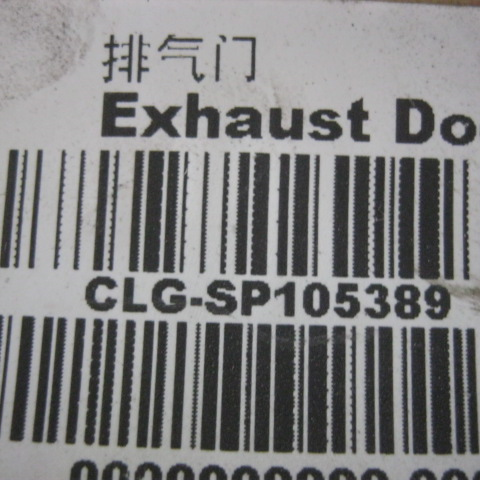 排气门
Exhaust Do
CLG-SP105389